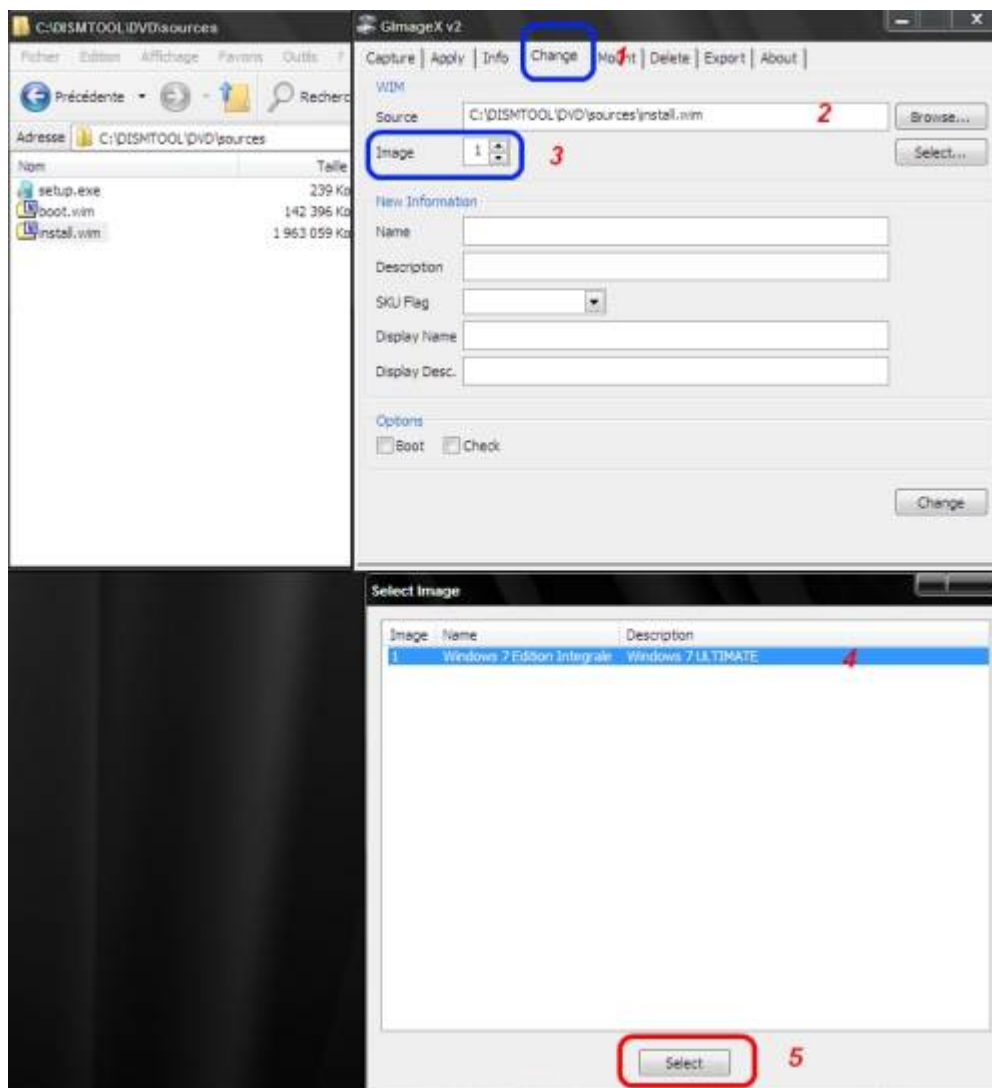 C:\DISMTOOL\DVD\sources
Fichier Edition Affichage Favoris Outils ?
Précédente Recherc
Adresse C:\DISMTOOL\DVD\sources
Nom Taille
setup.exe 239 Ko
boot.wim 142 396 Ko
install.wim 1 963 059 Ko
GImageX v2
Capture Apply Info Change 1 Mount Delete Export About
WIM
Source C:\DISMTOOL\DVD\sources\install.wim 2 Browse...
Image 1 3 Select...
New Information
Name
Description
SKU Flag
Display Name
Display Desc.
Options
Boot Check
Change
Select Image
Image Name Description
1 Windows 7 Edition Integrale Windows 7 ULTIMATE 4
Select 5